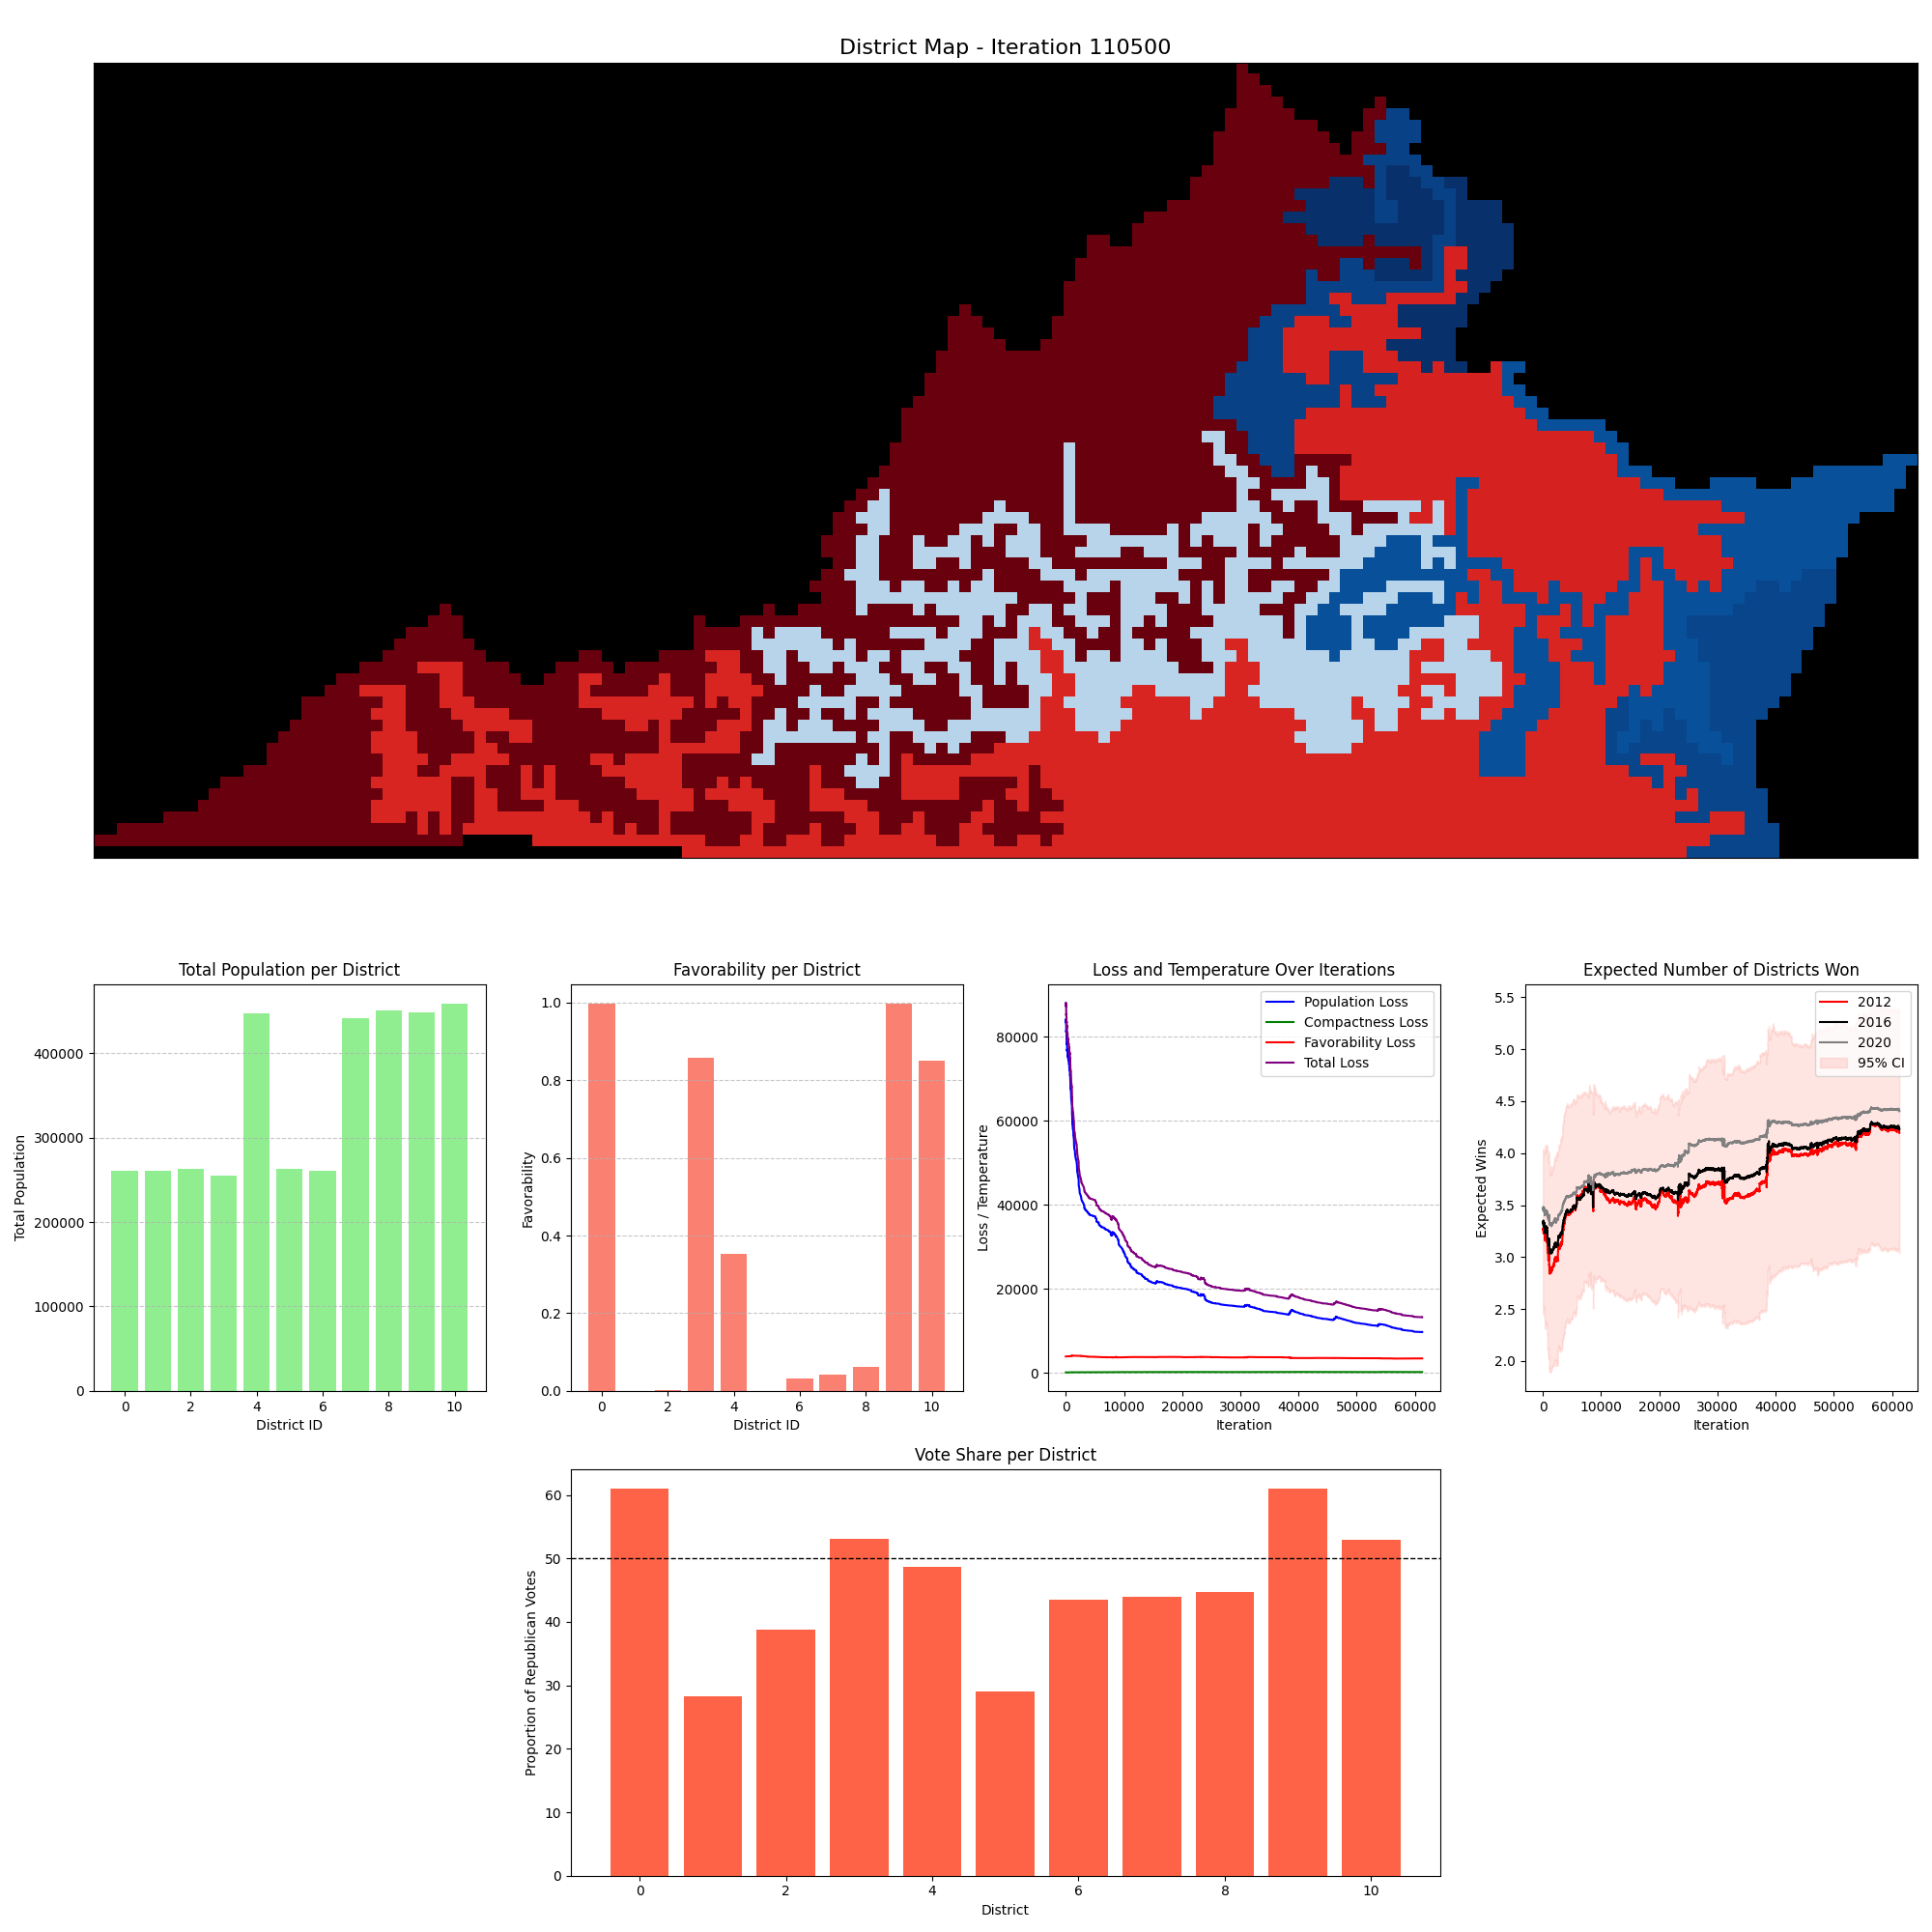 District Map - Iteration 110500
Total Population per District
Total Population
400000
300000
200000
100000
0
0 2 4 6 8 10
District ID
Favorability per District
Favorability
1.0
0.8
0.6
0.4
0.2
0.0
0 2 4 6 8 10
District ID
Loss and Temperature Over Iterations
Loss / Temperature
80000
60000
40000
20000
0
Population Loss
Compactness Loss
Favorability Loss
Total Loss
0 10000 20000 30000 40000 50000 60000
Iteration
Expected Number of Districts Won
Expected Wins
5.5
5.0
4.5
4.0
3.5
3.0
2.5
2.0
2012
2016
2020
95% CI
0 10000 20000 30000 40000 50000 60000
Iteration
Vote Share per District
Proportion of Republican Votes
60
50
40
30
20
10
0
0 2 4 6 8 10
District